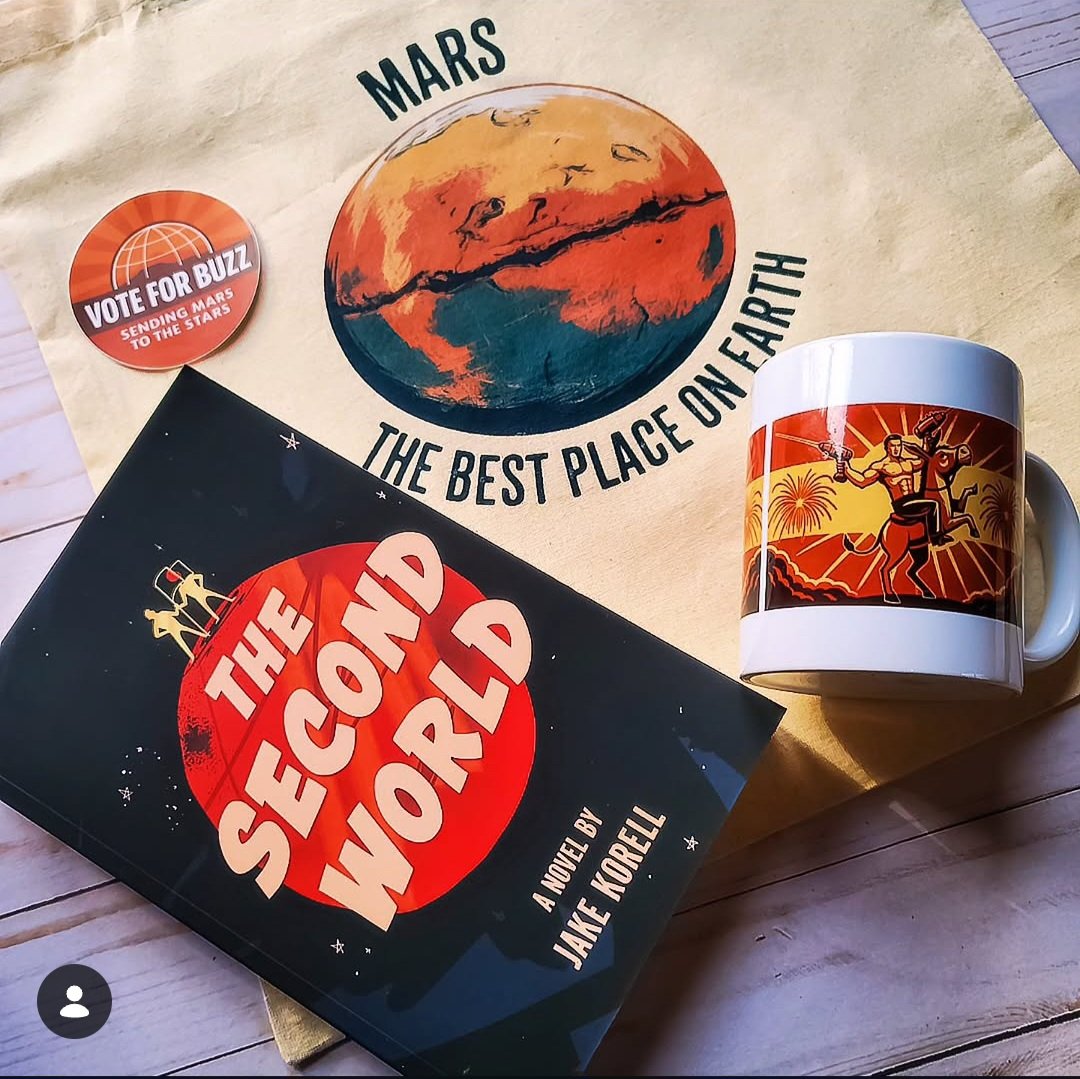 MARS
THE BEST PLACE ON EARTH
VOTE FOR BUZZ
SENDING MARS
TO THE STARS
THE
SECOND
WORLD
A NOVEL BY
JAKE KORELL